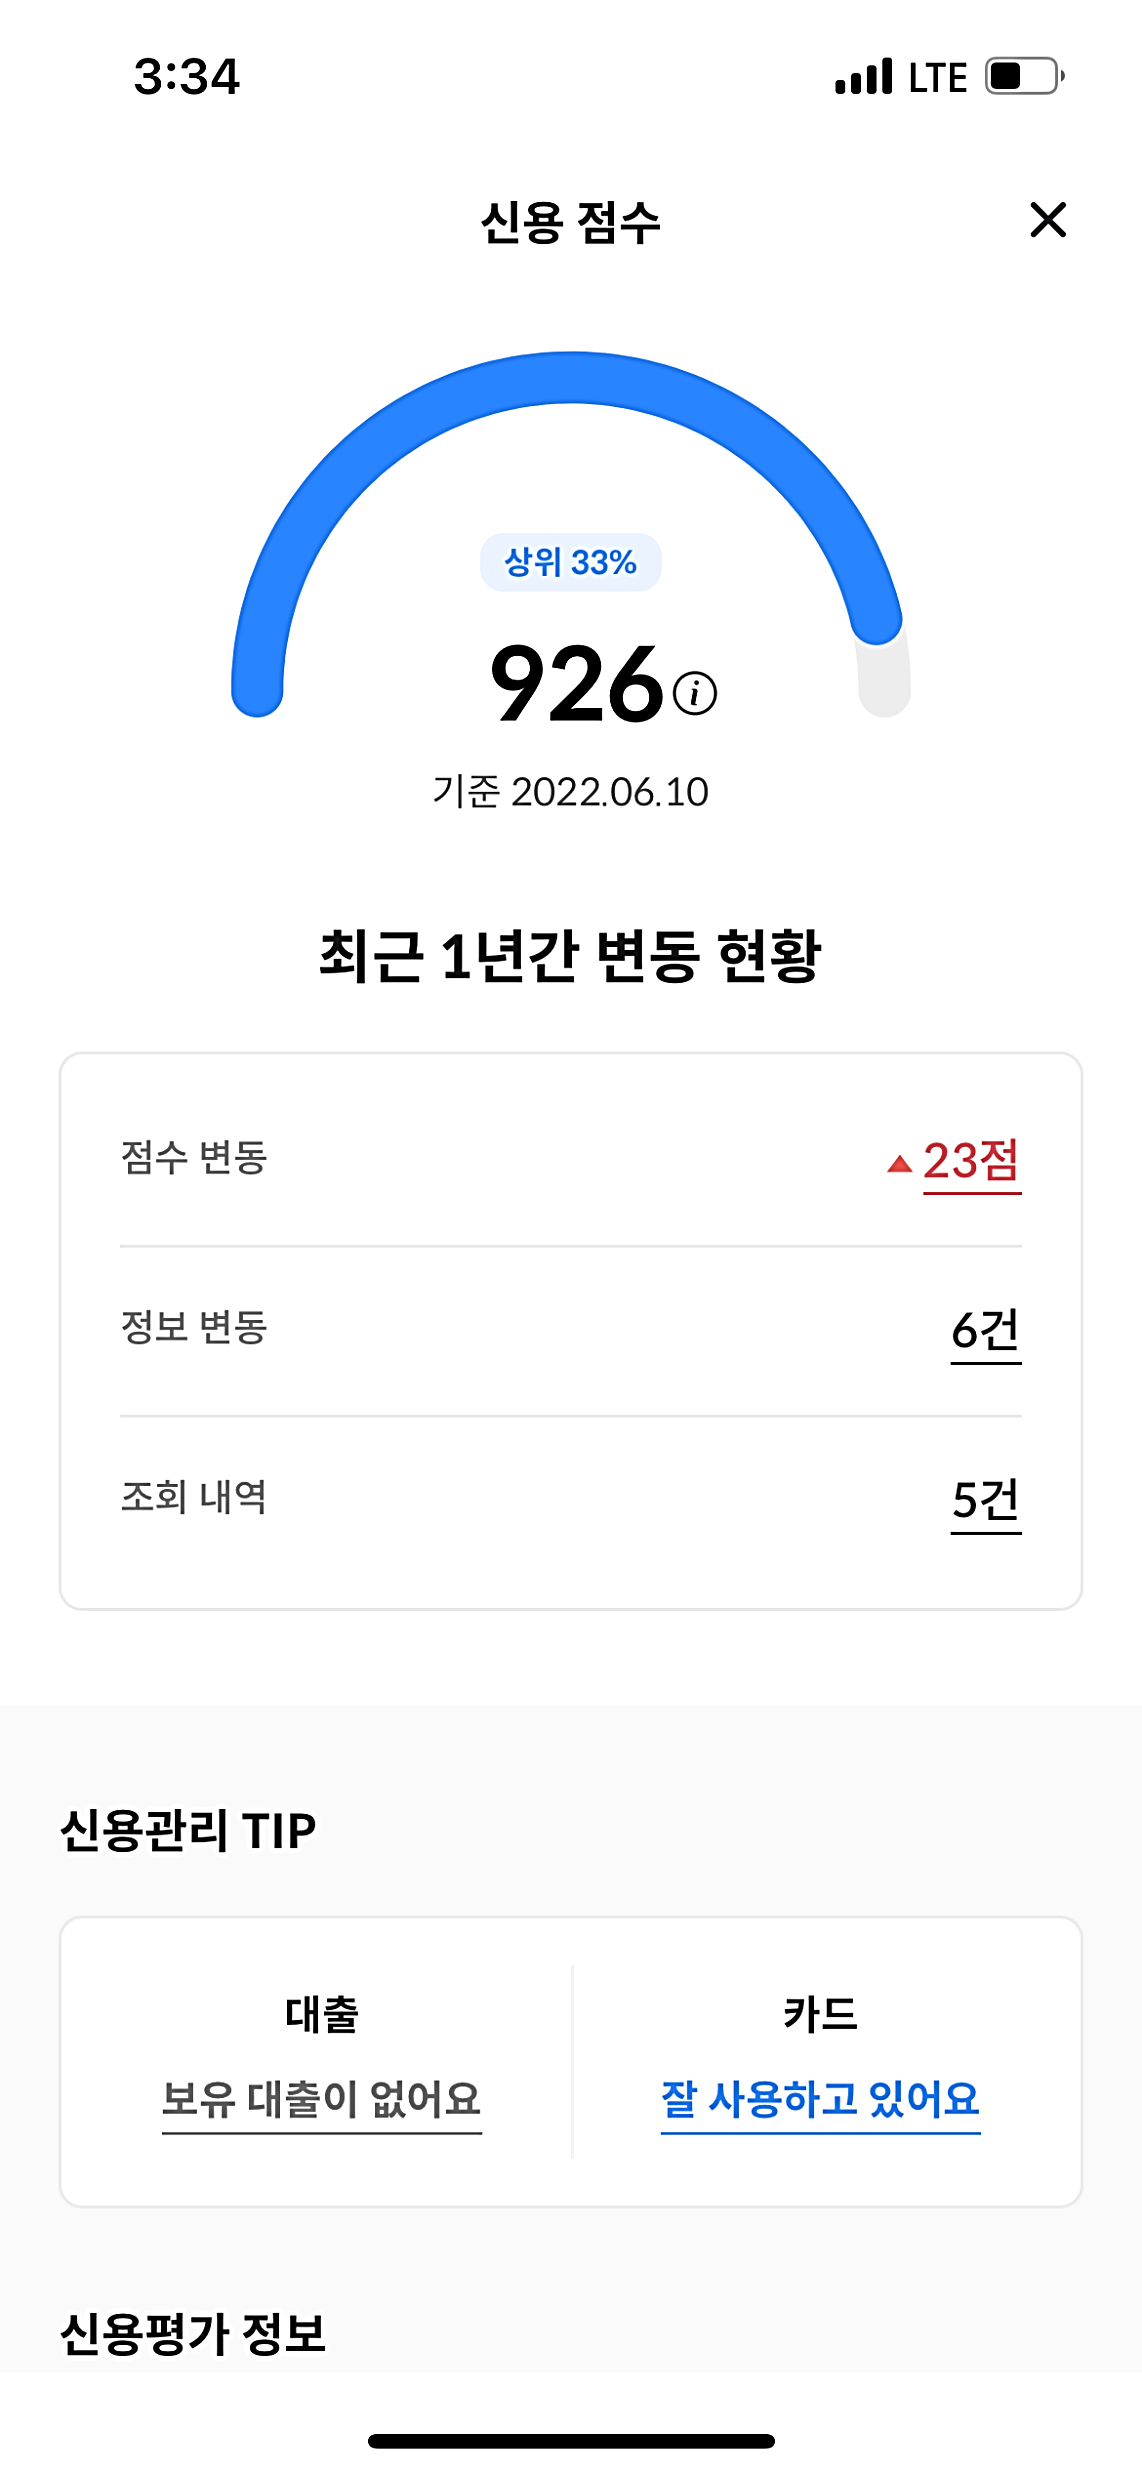 3:34
LTE
신용 점수
상위 33%
926
기준 2022.06.10
최근 1년간 변동 현황
점수 변동
▲ 23점
정보 변동
6건
조회 내역
5건
신용관리 TIP
대출
카드
보유 대출이 없어요
잘 사용하고 있어요
신용평가 정보